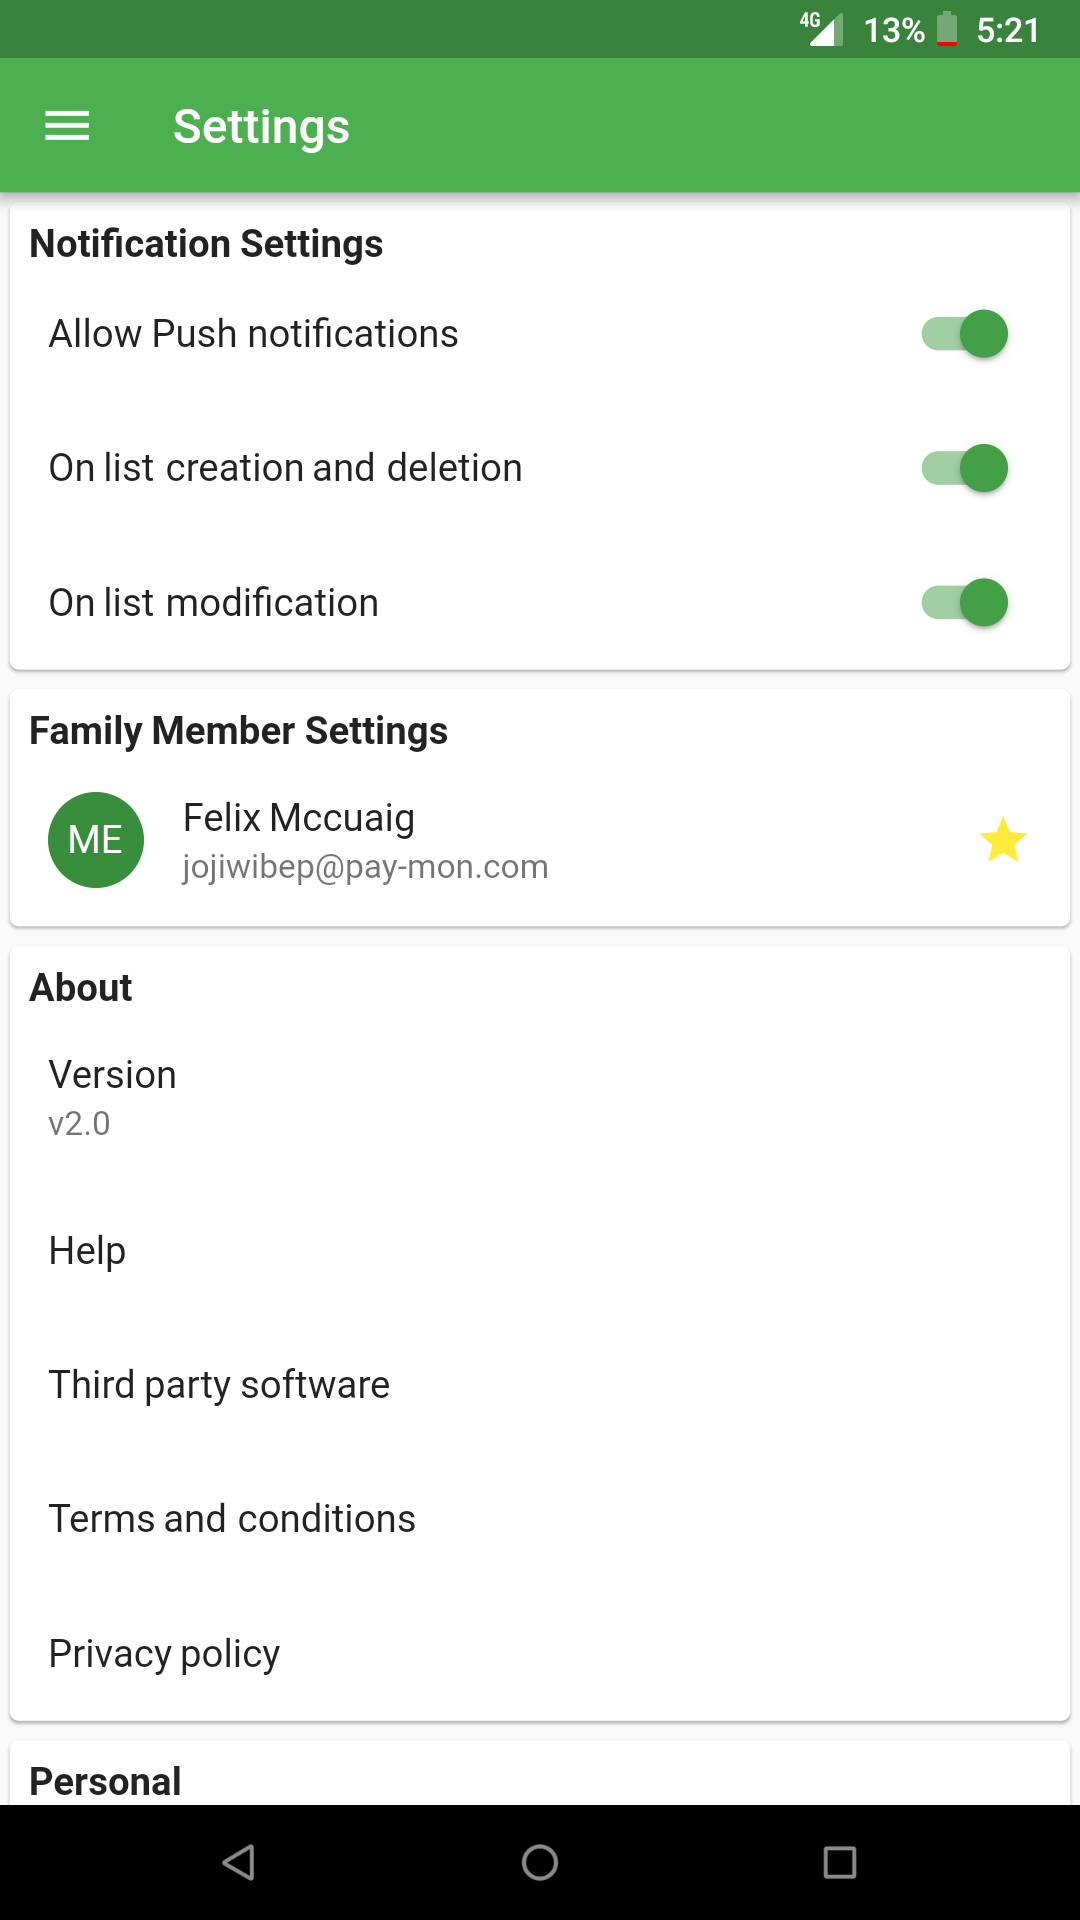 4G 13% 5:21
Settings
Notification Settings
Allow Push notifications
On list creation and deletion
On list modification
Family Member Settings
ME
Felix Mccuaig
jojiwibep@pay-mon.com
About
Version
v2.0
Help
Third party software
Terms and conditions
Privacy policy
Personal